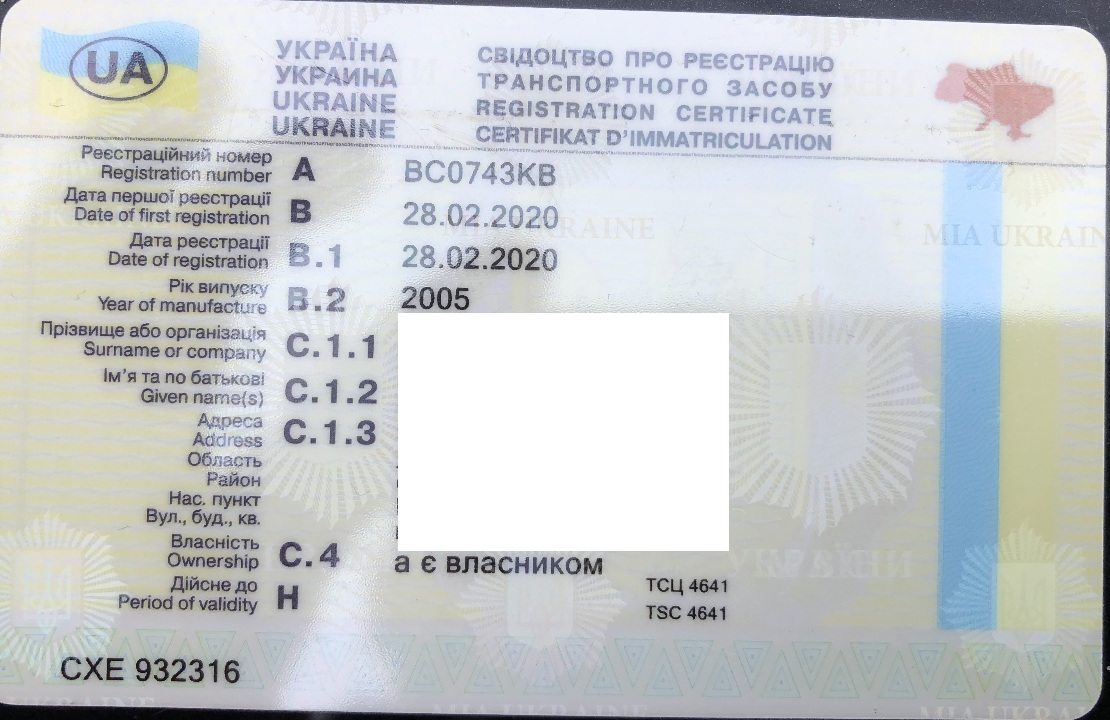 UA
УКРАЇНА
УКРАИНА
UKRAINE
UKRAINE
СВІДОЦТВО ПРО РЕЄСТРАЦІЮ
ТРАНСПОРТНОГО ЗАСОБУ
REGISTRATION CERTIFICATE
CERTIFIKAT D'IMMATRICULATION
Реєстраційний номер
Registration number A BC0743KB
Дата першої реєстрації
Date of first registration B 28.02.2020
Дата реєстрації
Date of registration B.1 28.02.2020
Рік випуску
Year of manufacture B.2 2005
Прізвище або організація
Surname or company C.1.1
Ім'я та по батькові
Given name(s) C.1.2
Адреса
Address C.1.3
Область
Район
Нас. пункт
Вул., буд., кв.
Власність
Ownership C.4 а є власником
Дійсне до
Period of validity H
ТСЦ 4641
TSC 4641
СХЕ 932316
MIA UKRAINE